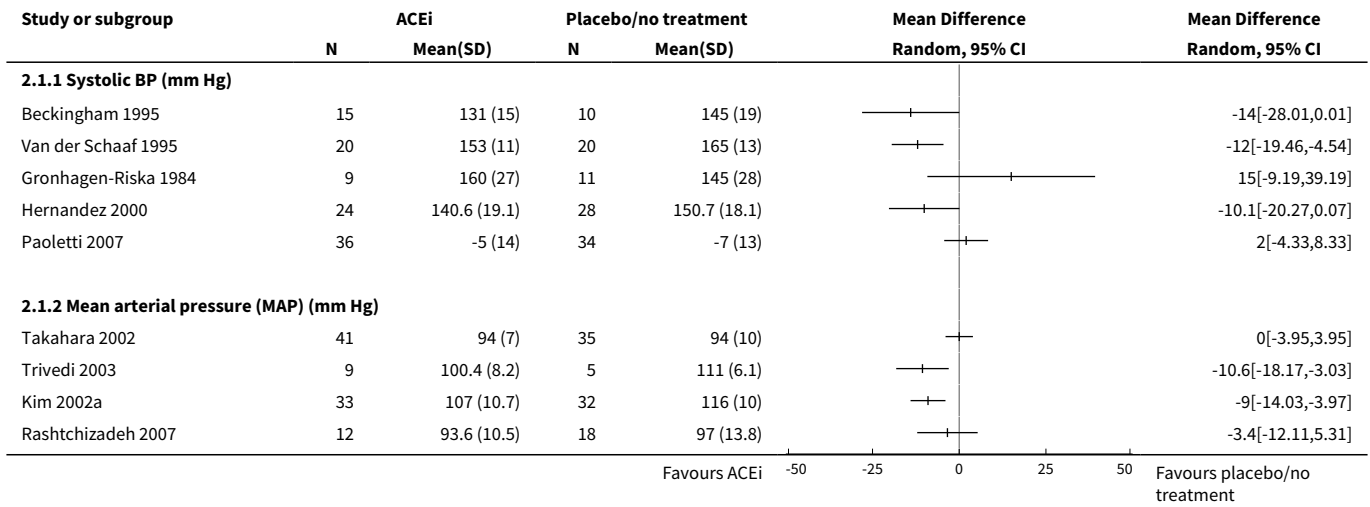 Study or subgroup ACEi Placebo/no treatment Mean Difference Mean Difference
N Mean(SD) N Mean(SD) Random, 95% CI Random, 95% CI
2.1.1 Systolic BP (mm Hg)
Beckingham 1995 15 131 (15) 10 145 (19) -14[-28.01,0.01]
Van der Schaaf 1995 20 153 (11) 20 165 (13) -12[-19.46,-4.54]
Gronhagen-Riska 1984 9 160 (27) 11 145 (28) 15[-9.19,39.19]
Hernandez 2000 24 140.6 (19.1) 28 150.7 (18.1) -10.1[-20.27,0.07]
Paoletti 2007 36 -5 (14) 34 -7 (13) 2[-4.33,8.33]
2.1.2 Mean arterial pressure (MAP) (mm Hg)
Takahara 2002 41 94 (7) 35 94 (10) 0[-3.95,3.95]
Trivedi 2003 9 100.4 (8.2) 5 111 (6.1) -10.6[-18.17,-3.03]
Kim 2002a 33 107 (10.7) 32 116 (10) -9[-14.03,-3.97]
Rashtchizadeh 2007 12 93.6 (10.5) 18 97 (13.8) -3.4[-12.11,5.31]
Favours ACEi -50 -25 0 25 50 Favours placebo/no
treatment